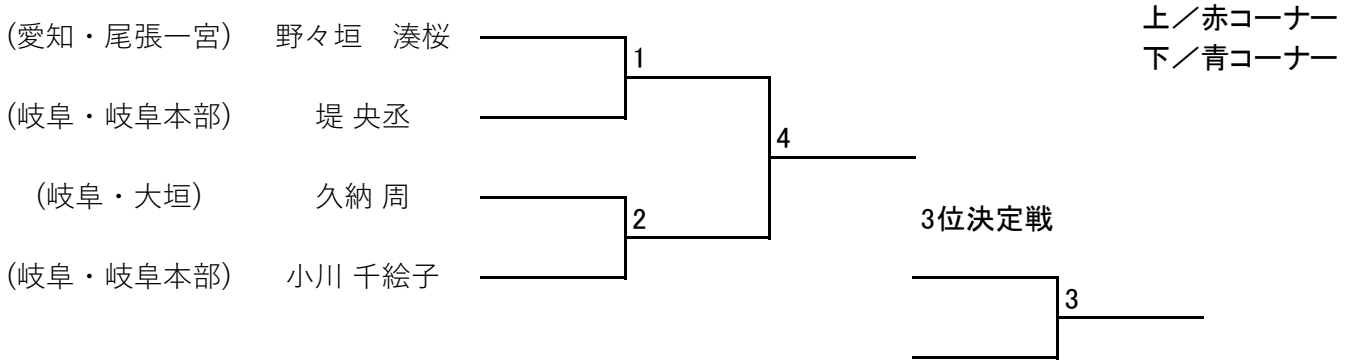 上／赤コーナー
下／青コーナー
(愛知・尾張一宮)　野々垣　湊桜
1
(岐阜・岐阜本部)　堤 央丞
4
(岐阜・大垣)　久納 周
2
3位決定戦
(岐阜・岐阜本部)　小川 千絵子
3